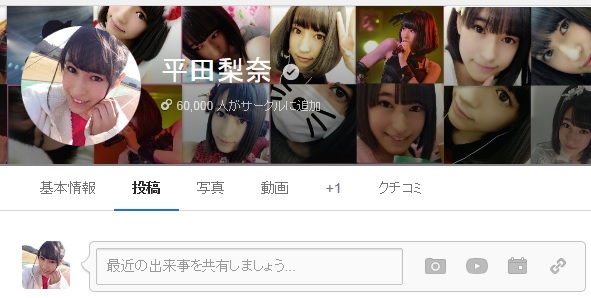 平田梨奈
60,000 人がサークルに追加
基本情報 投稿 写真 動画 +1 クチコミ
最近の出来事を共有しましょう...